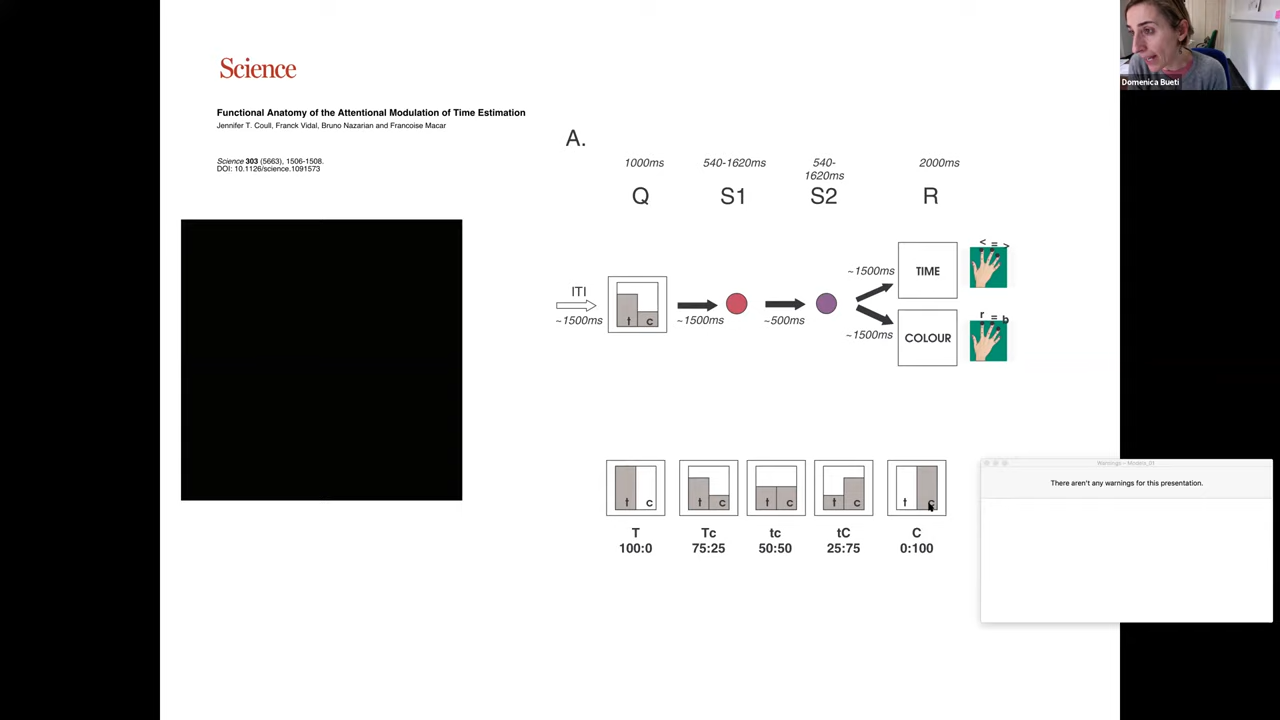 Domenica Bueti
Science
Functional Anatomy of the Attentional Modulation of Time Estimation
Jennifer T. Coull, Franck Vidal, Bruno Nazarian and Francoise Macar
Science 303 (5663), 1506-1508.
DOI: 10.1126/science.1091573
A.
1000ms 540-1620ms 540-
1620ms 2000ms
Q S1 S2 R
< = >
TIME
~1500ms
ITI
t c
~1500ms ~1500ms ~500ms
r = b
~1500ms
COLOUR
Warnings – Modera_01
There aren't any warnings for this presentation.
t c t c t c t c t c
T Tc tc tC C
100:0 75:25 50:50 25:75 0:100